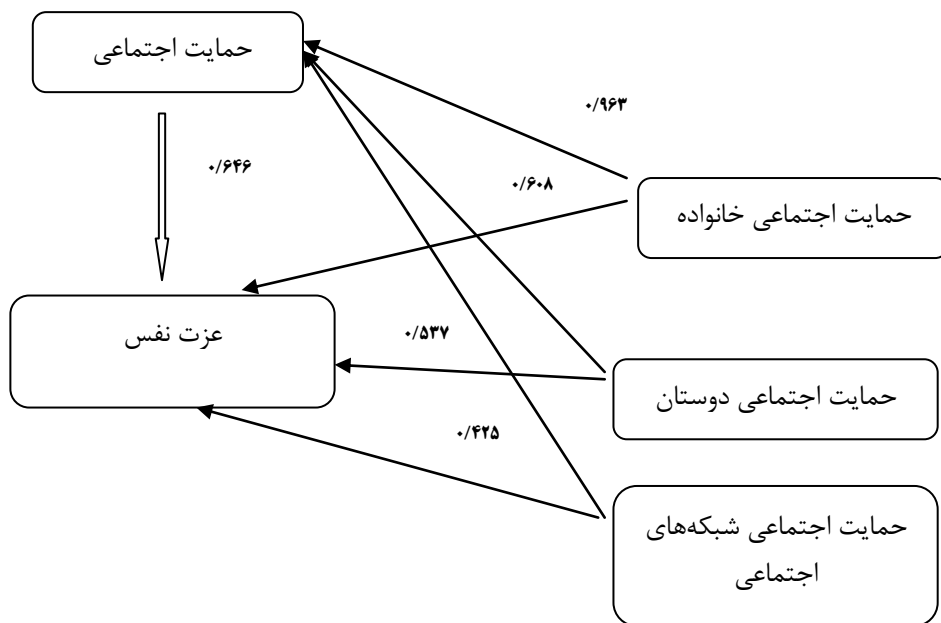 حمایت اجتماعی
۰/۹۶۳
۰/۶۴۶
۰/۶۰۸
حمایت اجتماعی خانواده
عزت نفس
۰/۵۳۷
حمایت اجتماعی دوستان
۰/۴۲۵
حمایت اجتماعی شبکه‌های
اجتماعی